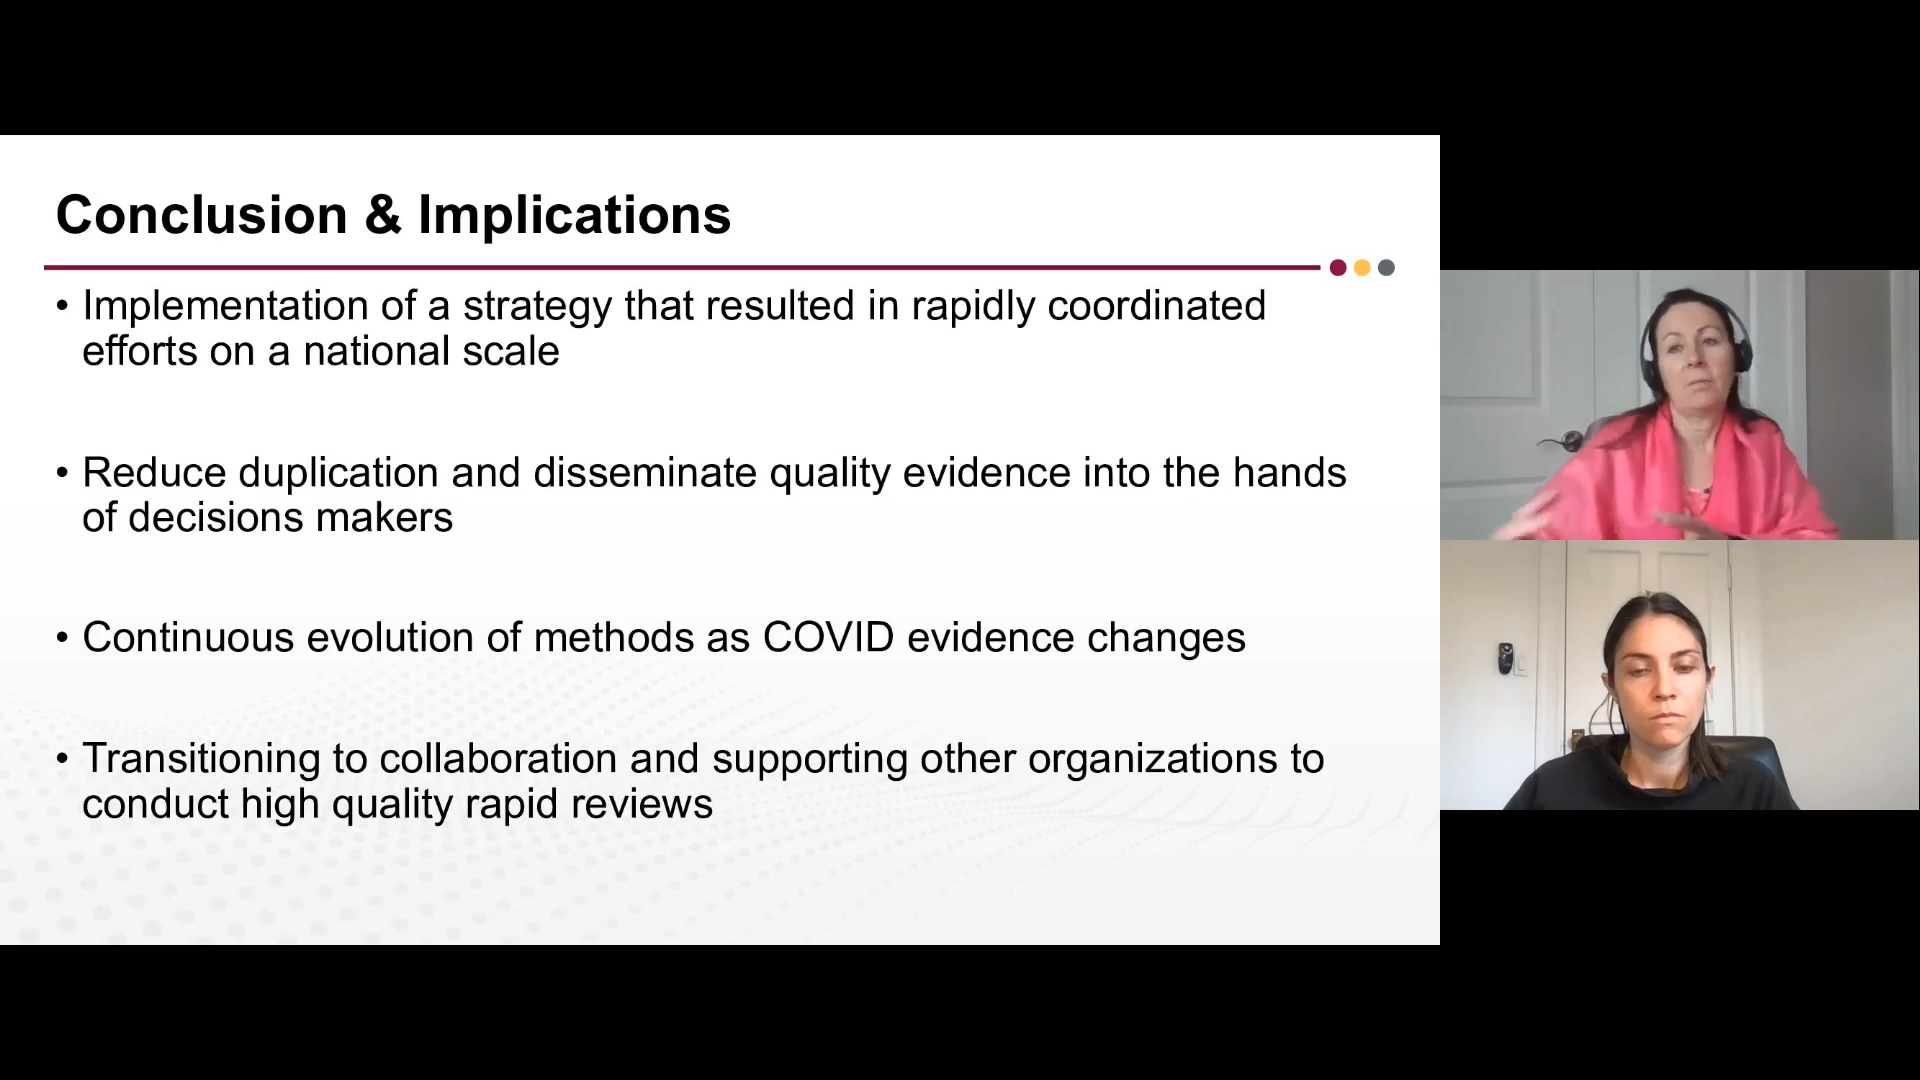 Conclusion & Implications
• Implementation of a strategy that resulted in rapidly coordinated
efforts on a national scale
• Reduce duplication and disseminate quality evidence into the hands
of decisions makers
• Continuous evolution of methods as COVID evidence changes
• Transitioning to collaboration and supporting other organizations to
conduct high quality rapid reviews